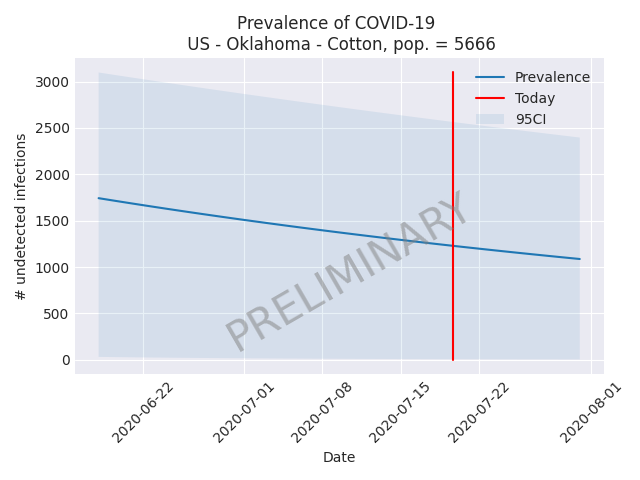 Prevalence of COVID-19
US - Oklahoma - Cotton, pop. = 5666
Prevalence
Today
95CI
3000
2500
2000
1500
1000
500
0
# undetected infections
PRELIMINARY
2020-06-22
2020-07-01
2020-07-08
2020-07-15
2020-07-22
2020-08-01
Date